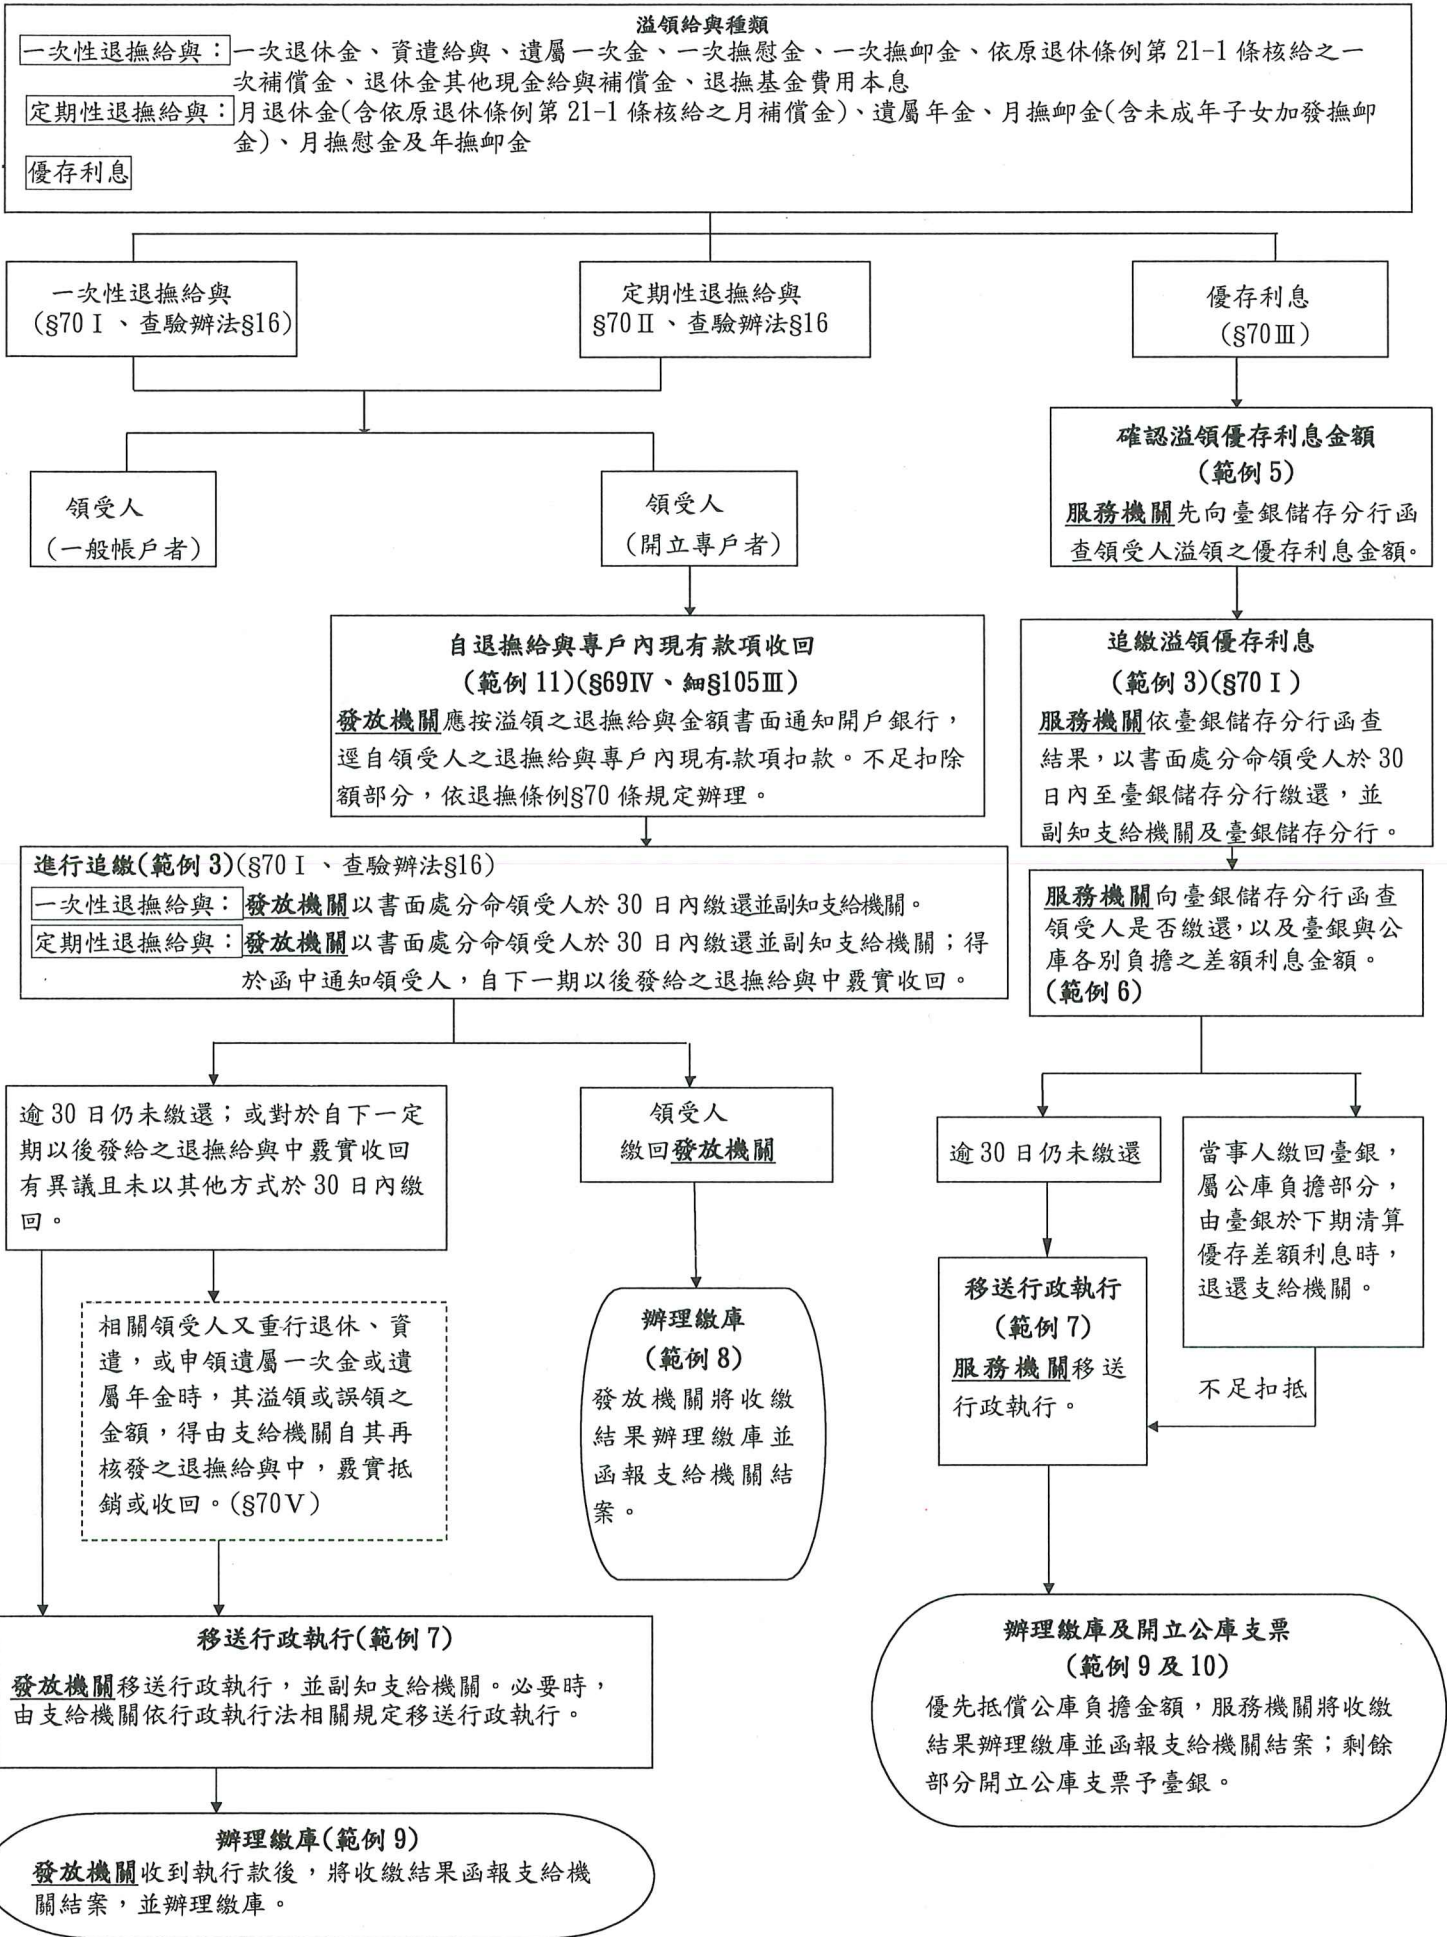 溢領給與種類
一次性退撫給與：一次退休金、資遣給與、遺屬一次金、一次撫慰金、一次撫卹金、依原退休條例第 21-1 條核給之一
次補償金、退休金其他現金給與補償金、退撫基金費用本息
定期性退撫給與：月退休金(含依原退休條例第 21-1 條核給之月補償金)、遺屬年金、月撫卹金(含未成年子女加發撫卹
金)、月撫慰金及年撫卹金
優存利息
一次性退撫給與
(§70Ⅰ、查驗辦法§16)
定期性退撫給與
§70Ⅱ、查驗辦法§16
優存利息
(§70Ⅲ)
領受人
(一般帳戶者)
領受人
(開立專戶者)
確認溢領優存利息金額
(範例 5)
服務機關先向臺銀儲存分行函
查領受人溢領之優存利息金額。
自退撫給與專戶內現有款項收回
(範例 11)(§69Ⅳ、細§105Ⅲ)
發放機關應按溢領之退撫給與金額書面通知開戶銀行，
逕自領受人之退撫給與專戶內現有款項扣款。不足扣除
額部分，依退撫條例§70 條規定辦理。
追繳溢領優存利息
(範例 3)(§70Ⅰ)
服務機關依臺銀儲存分行函查
結果，以書面處分命領受人於 30
日內至臺銀儲存分行繳還，並
副知支給機關及臺銀儲存分行。
進行追繳(範例 3)(§70Ⅰ、查驗辦法§16)
一次性退撫給與：發放機關以書面處分命領受人於 30 日內繳還並副知支給機關。
定期性退撫給與：發放機關以書面處分命領受人於 30 日內繳還並副知支給機關；得
於函中通知領受人，自下一期以後發給之退撫給與中覈實收回。
服務機關向臺銀儲存分行函查
領受人是否繳還，以及臺銀與公
庫各別負擔之差額利息金額。
(範例 6)
逾 30 日仍未繳還；或對於自下一定
期以後發給之退撫給與中覈實收回
有異議且未以其他方式於 30 日內繳
回。
領受人
繳回發放機關
逾 30 日仍未繳還
當事人繳回臺銀，
屬公庫負擔部分，
由臺銀於下期清算
優存差額利息時，
退還支給機關。
相關領受人又重行退休、資
遣，或申領遺屬一次金或遺
屬年金時，其溢領或誤領之
金額，得由支給機關自其再
核發之退撫給與中，覈實抵
銷或收回。(§70Ⅴ)
辦理繳庫
(範例 8)
發放機關將收繳
結果辦理繳庫並
函報支給機關結
案。
移送行政執行
(範例 7)
服務機關移送
行政執行。
不足扣抵
移送行政執行(範例 7)
發放機關移送行政執行，並副知支給機關。必要時，
由支給機關依行政執行法相關規定移送行政執行。
辦理繳庫及開立公庫支票
(範例 9 及 10)
優先抵償公庫負擔金額，服務機關將收繳
結果辦理繳庫並函報支給機關結案；剩餘
部分開立公庫支票予臺銀。
辦理繳庫(範例 9)
發放機關收到執行款後，將收繳結果函報支給機
關結案，並辦理繳庫。